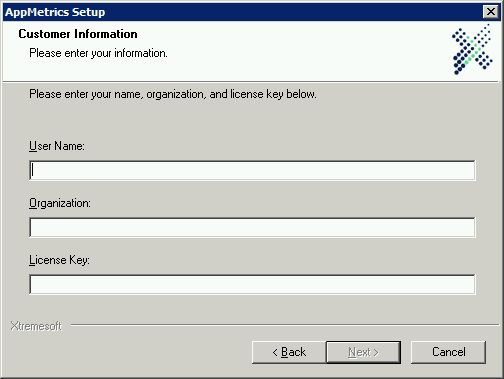 AppMetrics Setup
Customer Information
Please enter your information.
Please enter your name, organization, and license key below.
User Name:
Organization:
License Key:
Xtremesoft
< Back
Next >
Cancel